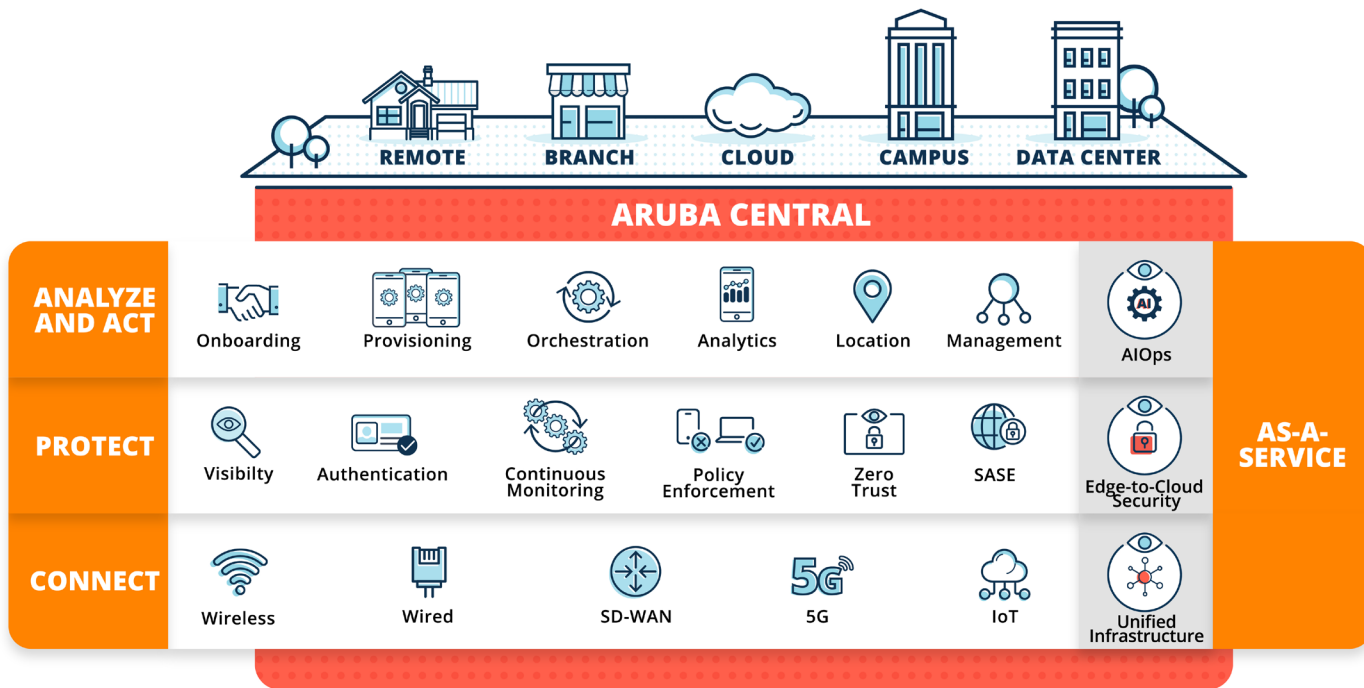 REMOTE
BRANCH
CLOUD
CAMPUS
DATA CENTER
ARUBA CENTRAL
ANALYZE
AND ACT
Onboarding
Provisioning
Orchestration
Analytics
Location
Management
AI
AIOps
PROTECT
Visibilty
Authentication
Continuous
Monitoring
Policy
Enforcement
Zero
Trust
SASE
Edge-to-Cloud
Security
AS-A-
SERVICE
CONNECT
Wireless
Wired
SD-WAN
5G
5G
IoT
Unified
Infrastructure